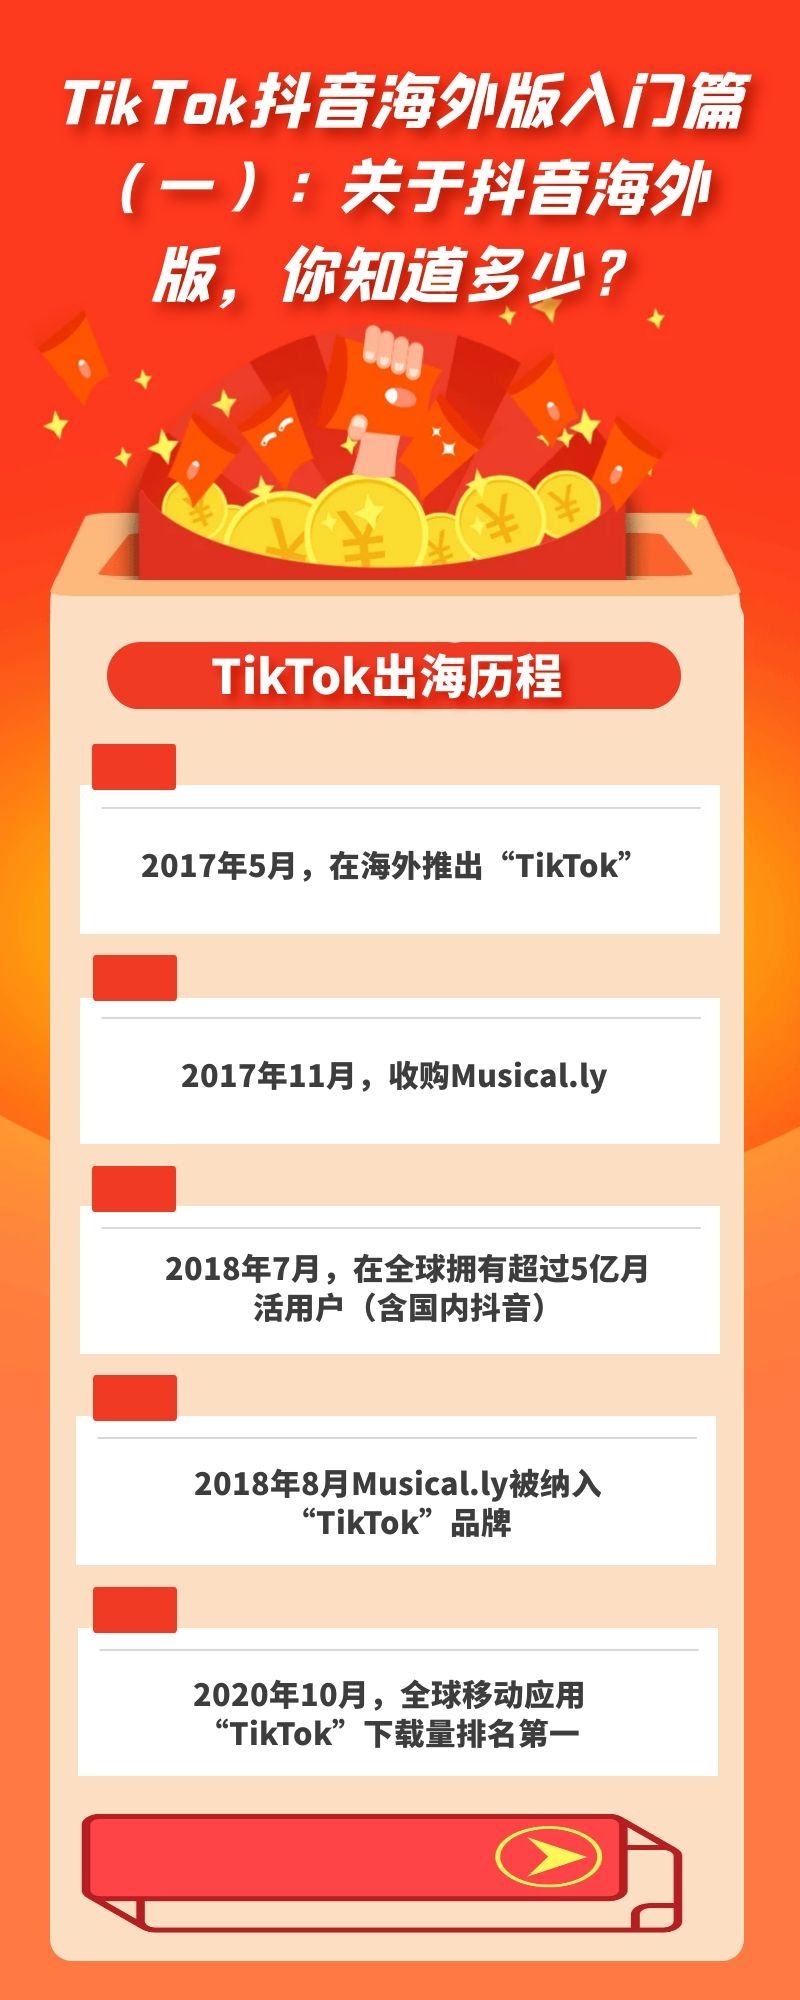 TikTok抖音海外版入门篇
（一）：关于抖音海外
版，你知道多少？
¥ ¥ ¥ ¥ ¥ ¥
TikTok出海历程
2017年5月，在海外推出“TikTok”
2017年11月，收购Musical.ly
2018年7月，在全球拥有超过5亿月
活用户（含国内抖音）
2018年8月Musical.ly被纳入
“TikTok”品牌
2020年10月，全球移动应用
“TikTok”下载量排名第一